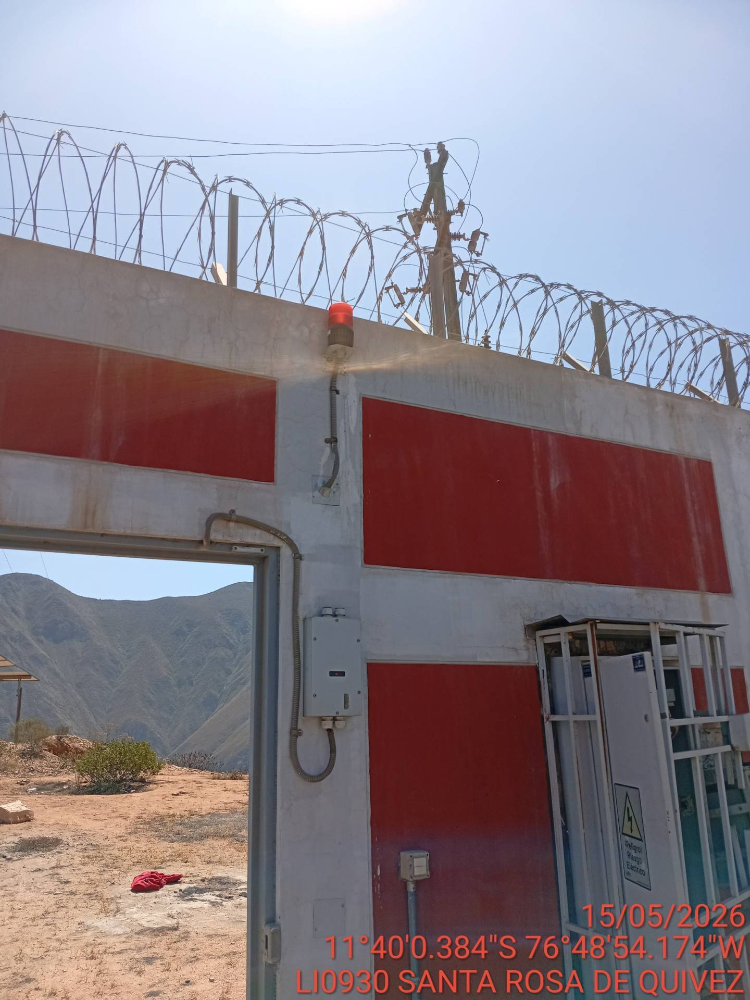 ¡Peligro!
Riesgo
Eléctrico
15/05/2026
11°40'0.384"S 76°48'54.174"W
LI0930 SANTA ROSA DE QUIVEZ